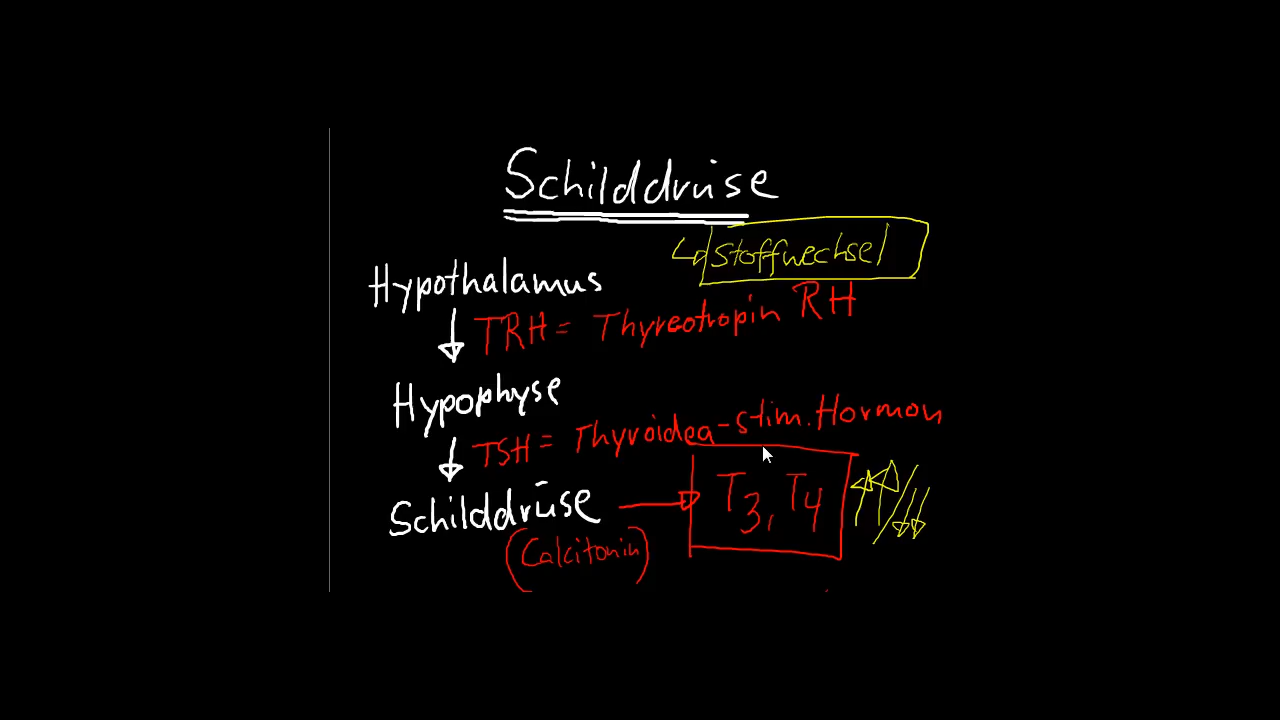 Schilddrüse
↳ Stoffwechsel
Hypothalamus
↓ TRH = Thyreotropin RH
Hypophyse
↓ TSH = Thyroidea-stim. Hormon
Schilddrüse → T3, T4 ↑↑/↓↓
(Calcitonin)